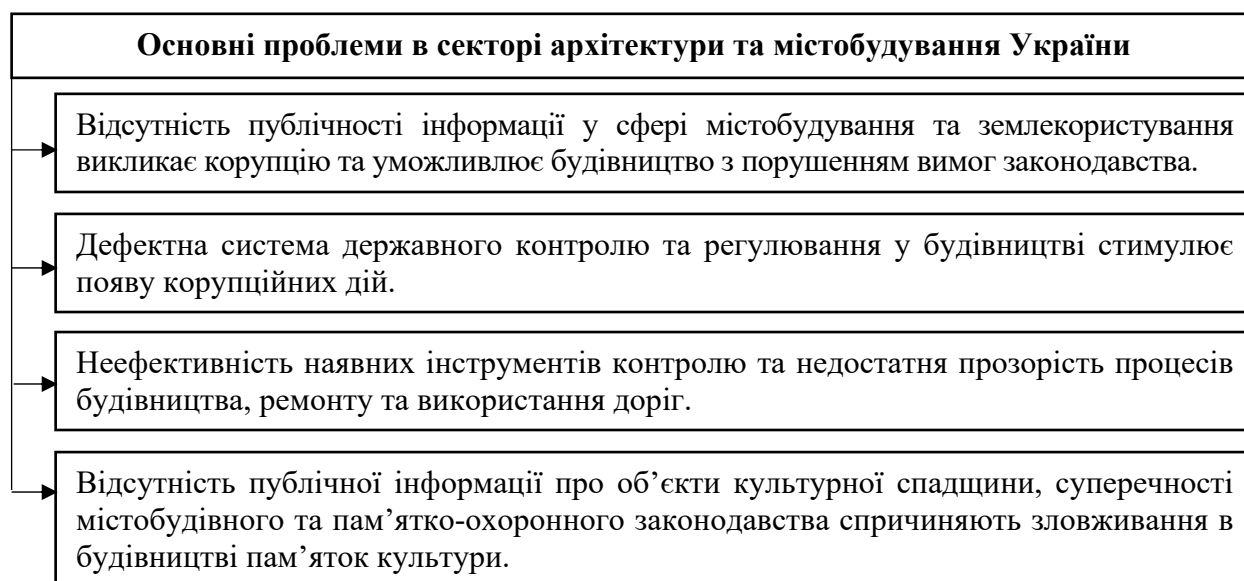 Основні проблеми в секторі архітектури та містобудування України
Відсутність публічності інформації у сфері містобудування та землекористування
викликає корупцію та уможливлює будівництво з порушенням вимог законодавства.
Дефектна система державного контролю та регулювання у будівництві стимулює
появу корупційних дій.
Неефективність наявних інструментів контролю та недостатня прозорість процесів
будівництва, ремонту та використання доріг.
Відсутність публічної інформації про об’єкти культурної спадщини, суперечності
містобудівного та пам’ятко-охоронного законодавства спричиняють зловживання в
будівництві пам’яток культури.